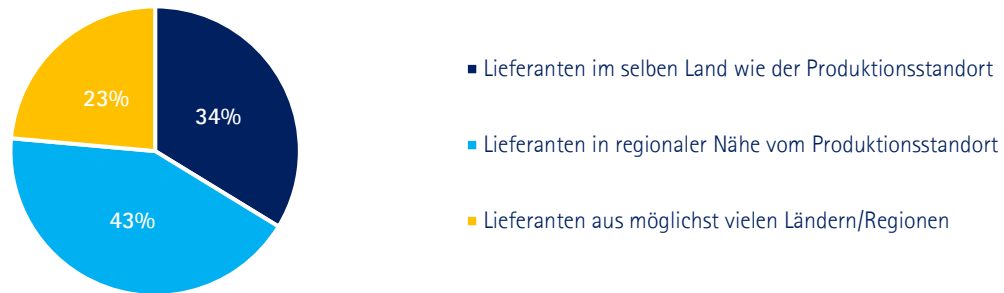 23%
34%
43%
Lieferanten im selben Land wie der Produktionsstandort
Lieferanten in regionaler Nähe vom Produktionsstandort
Lieferanten aus möglichst vielen Ländern/Regionen